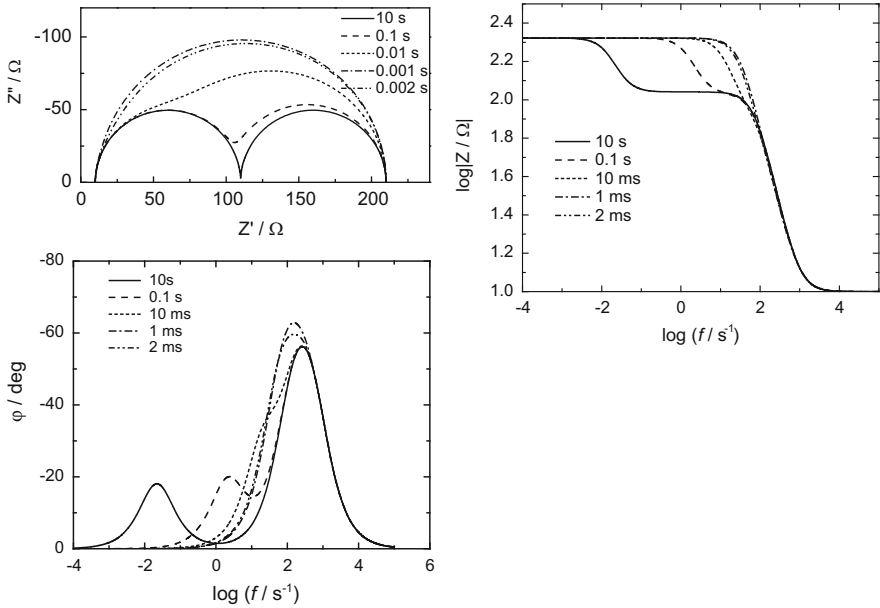 Z'' / Ω
-100
-50
0
0
50
100
150
200
Z' / Ω
10 s
0.1 s
0.01 s
0.001 s
0.002 s
log|Z / Ω|
2.4
2.2
2.0
1.8
1.6
1.4
1.2
1.0
-4
-2
0
2
4
log (f / s⁻¹)
10 s
0.1 s
10 ms
1 ms
2 ms
φ / deg
-80
-60
-40
-20
0
-4
-2
0
2
4
6
log (f / s⁻¹)
10s
0.1 s
10 ms
1 ms
2 ms